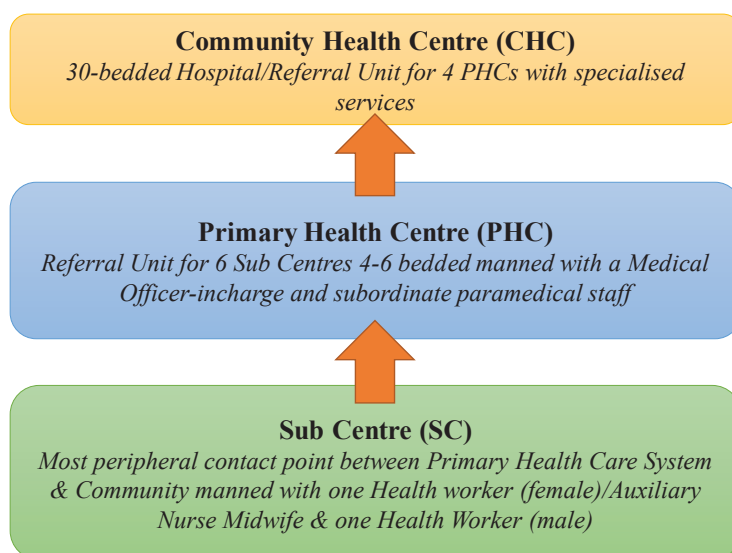 Community Health Centre (CHC)
30-bedded Hospital/Referral Unit for 4 PHCs with specialised
services
Primary Health Centre (PHC)
Referral Unit for 6 Sub Centres 4-6 bedded manned with a Medical
Officer-incharge and subordinate paramedical staff
Sub Centre (SC)
Most peripheral contact point between Primary Health Care System
& Community manned with one Health worker (female)/Auxiliary
Nurse Midwife & one Health Worker (male)